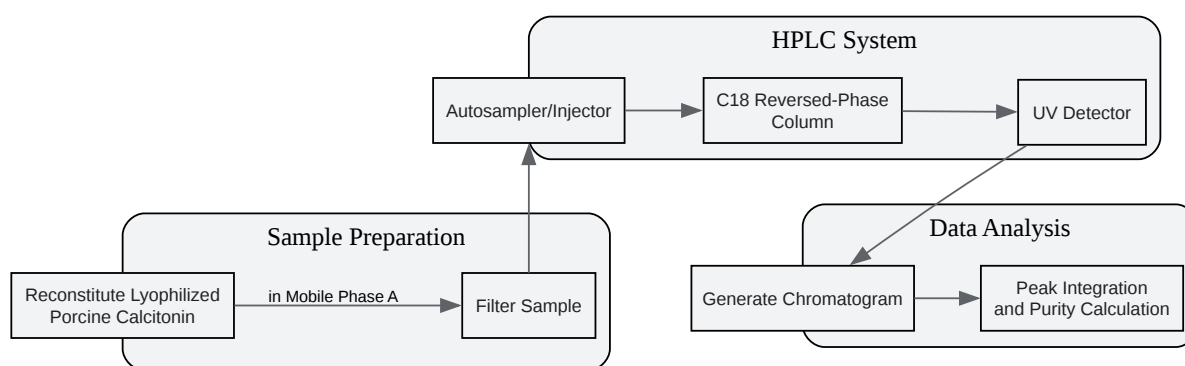 HPLC System
Autosampler/Injector
C18 Reversed-Phase
Column
UV Detector
Sample Preparation
Reconstitute Lyophilized
Porcine Calcitonin
in Mobile Phase A
Filter Sample
Data Analysis
Generate Chromatogram
Peak Integration
and Purity Calculation